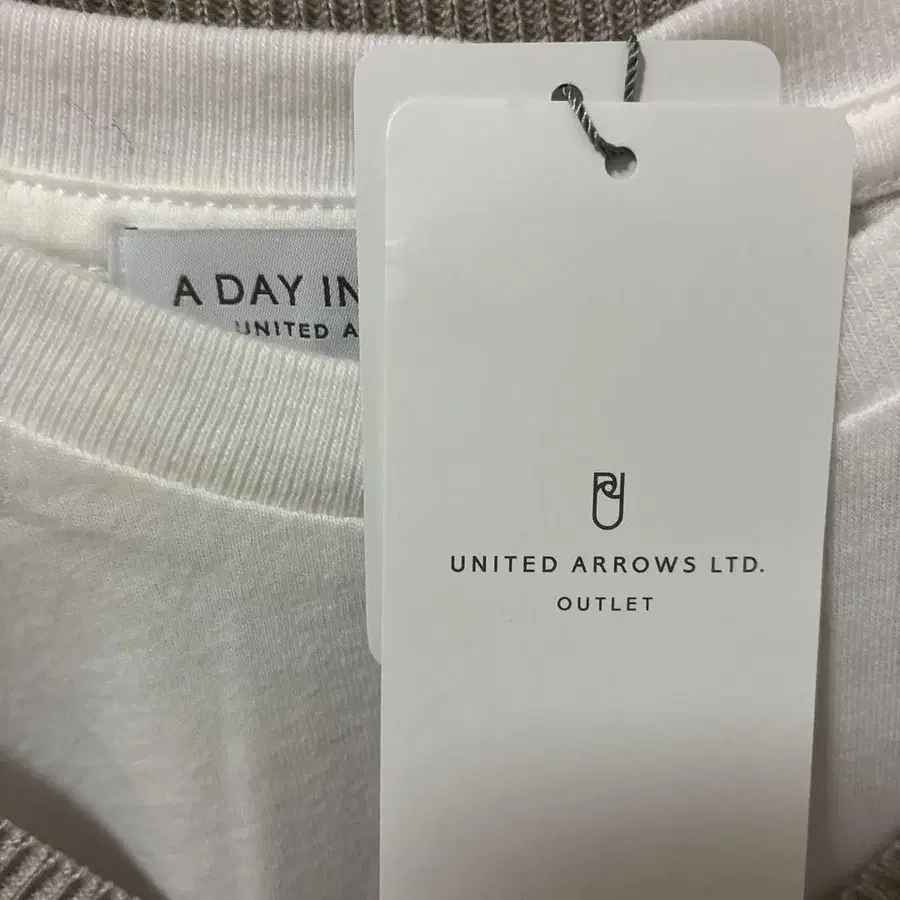 A DAY IN
UNITED A
UNITED ARROWS LTD.
OUTLET